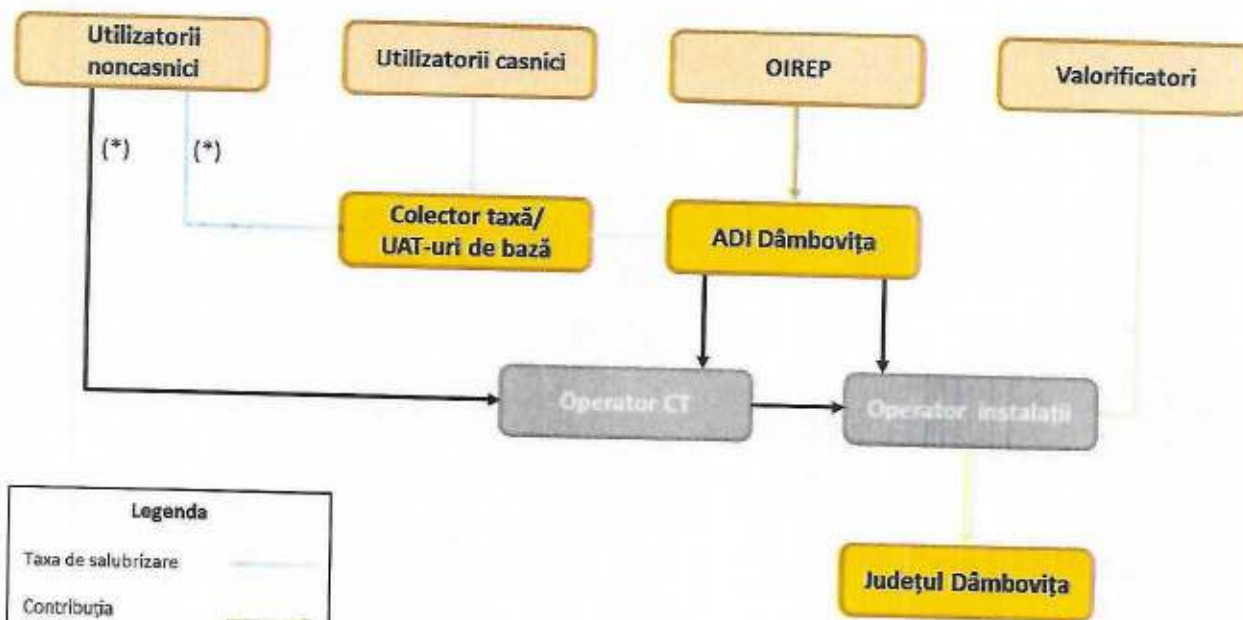 Utilizatorii
noncasnici
Utilizatorii casnici
OIREP
Valorificatori
(*)
(*)
Colector taxă/
UAT-uri de bază
ADI Dâmbovița
Operator CT
Operator instalații
Județul Dâmbovița
Legenda
Taxa de salubrizare
Contribuția